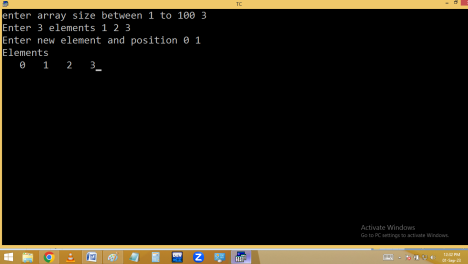 TC
enter array size between 1 to 100 3
Enter 3 elements 1 2 3
Enter new element and position 0 1
Elements
0 1 2 3
Activate Windows
Go to PC settings to activate Windows.